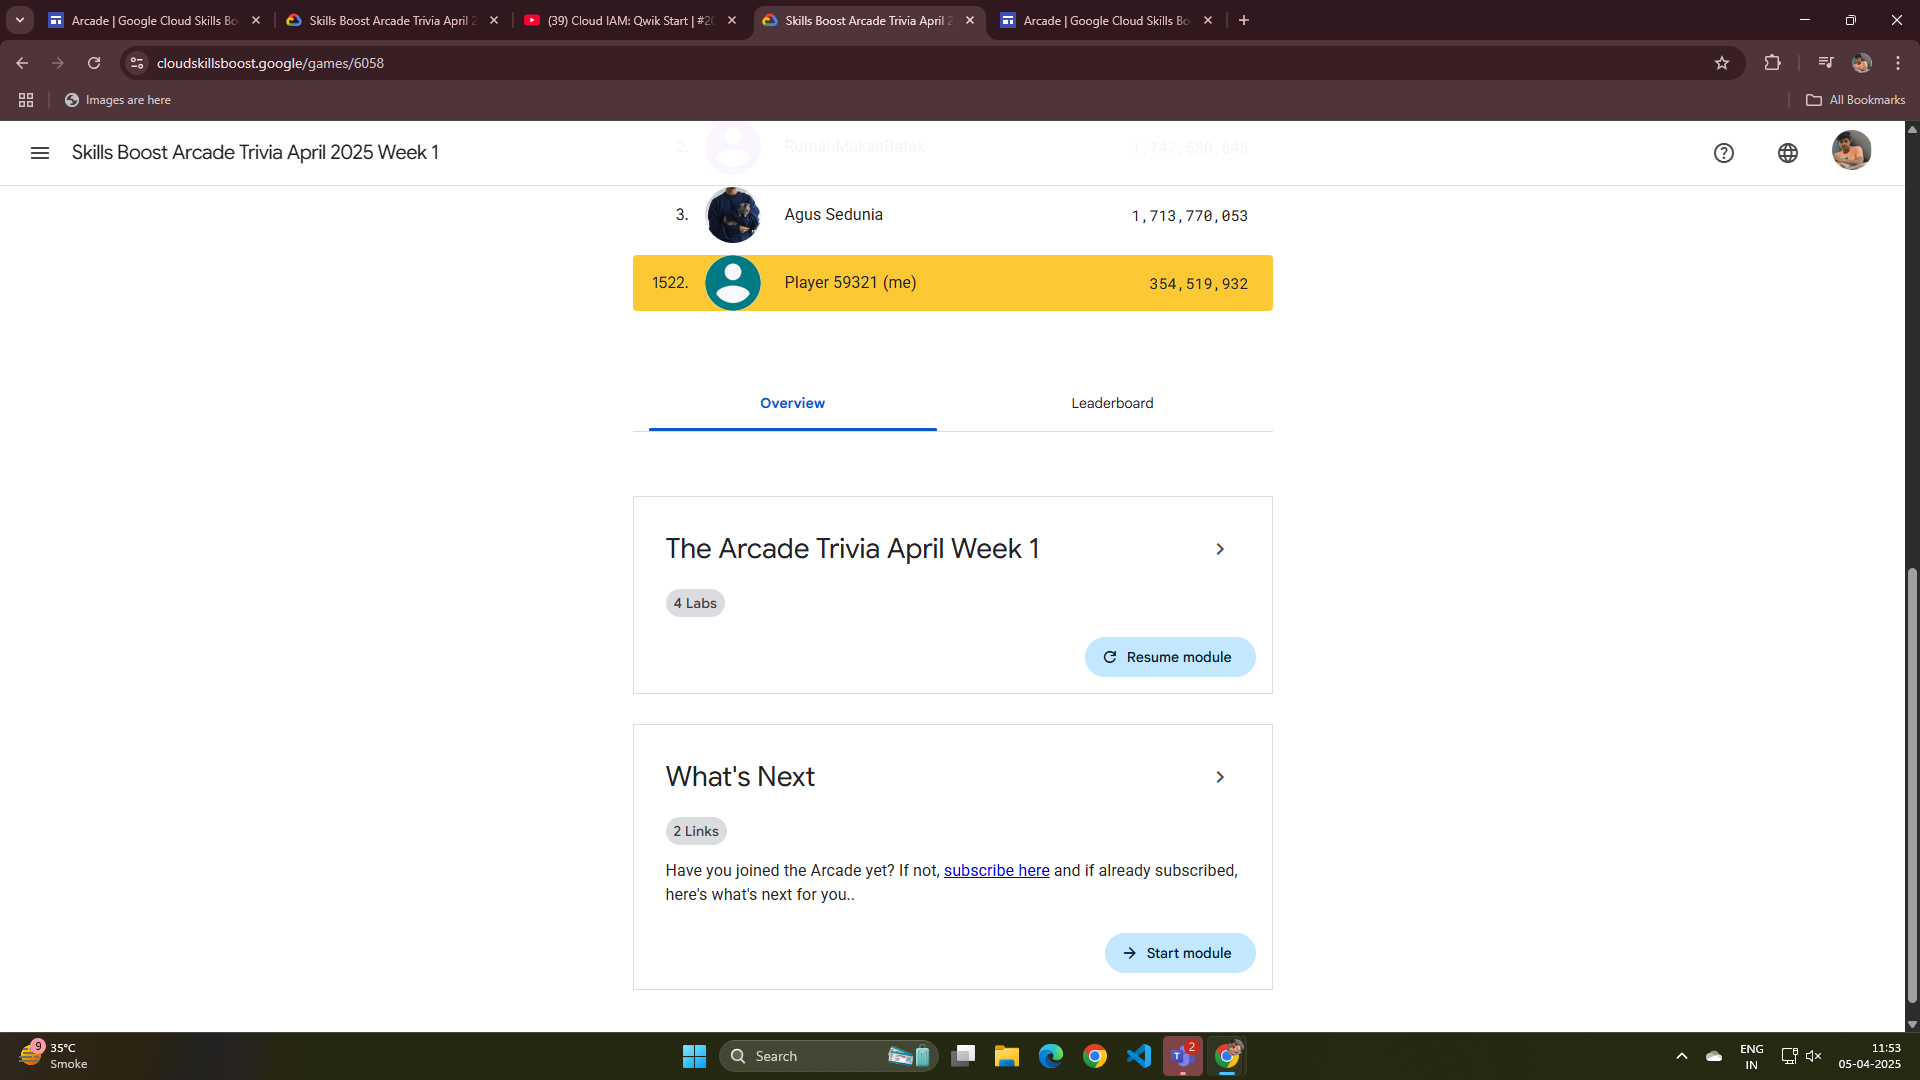 Arcade | Google Cloud Skills Bo
Skills Boost Arcade Trivia April 2
(39) Cloud IAM: Qwik Start | #20
Skills Boost Arcade Trivia April 2
Arcade | Google Cloud Skills Bo
cloudskillsboost.google/games/6058
Images are here
All Bookmarks
Skills Boost Arcade Trivia April 2025 Week 1
2. RumahMakanBatak 1,747,500,645
3. Agus Sedunia 1,713,770,053
1522. Player 59321 (me) 354,519,932
Overview Leaderboard
The Arcade Trivia April Week 1
4 Labs
Resume module
What's Next
2 Links
Have you joined the Arcade yet? If not, subscribe here and if already subscribed,
here's what's next for you..
Start module
9
35°C
Smoke
Search
2
ENG
IN
11:53
05-04-2025